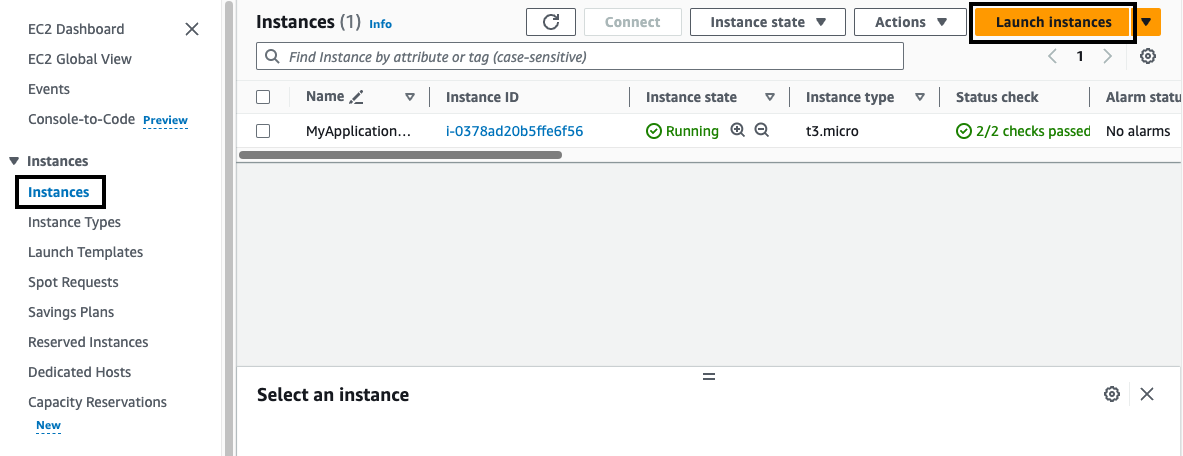 EC2 Dashboard
EC2 Global View
Events
Console-to-Code Preview
Instances
Instances
Instance Types
Launch Templates
Spot Requests
Savings Plans
Reserved Instances
Dedicated Hosts
Capacity Reservations
New
Instances (1) Info
Connect
Instance state
Actions
Launch instances
Find Instance by attribute or tag (case-sensitive)
1
Name Instance ID Instance state Instance type Status check Alarm statu
MyApplication... i-0378ad20b5ffe6f56 Running t3.micro 2/2 checks passed No alarms
Select an instance